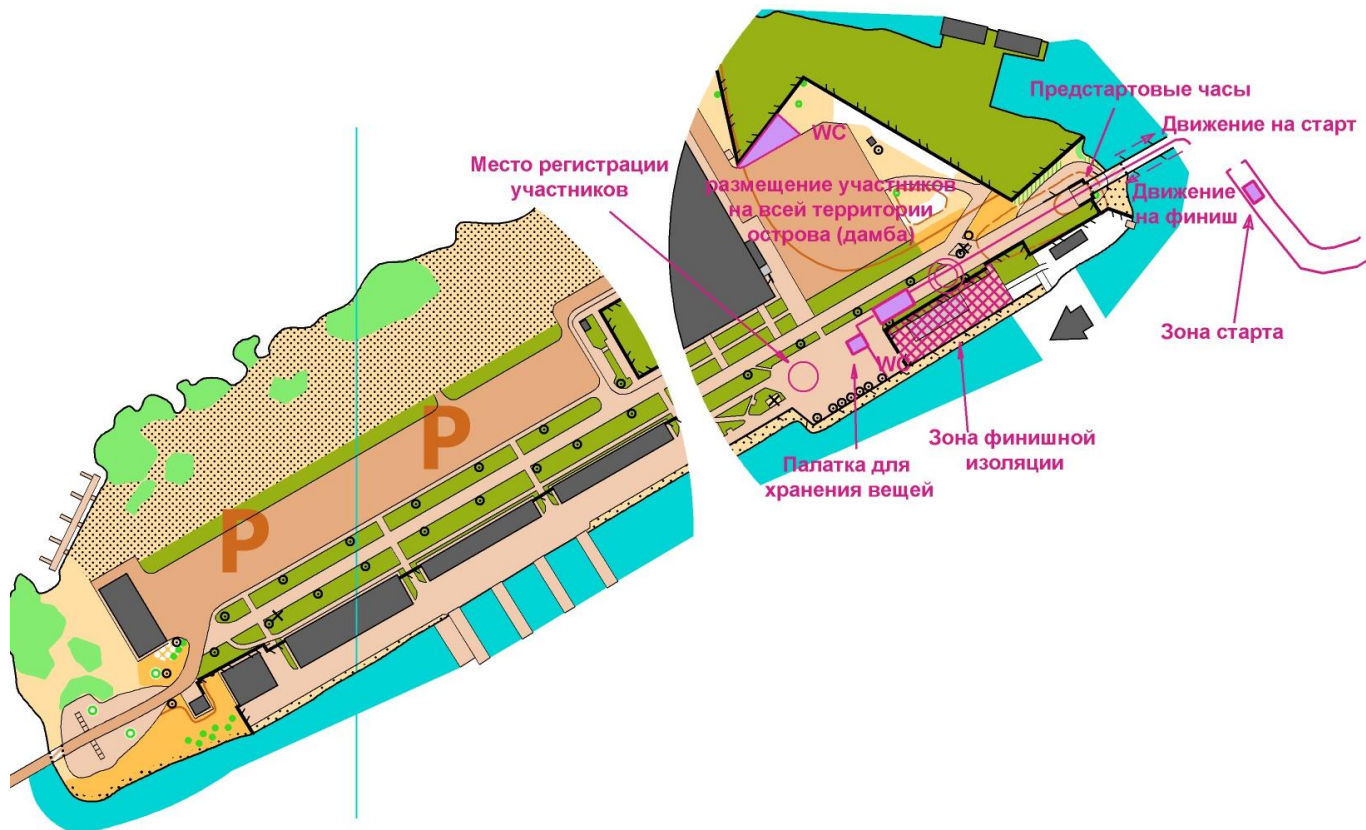 Предстартовые часы
WC
Движение на старт
Место регистрации
участников
размещение участников
на всей территории
острова (дамба)
Движение
на финиш
Зона старта
WC
P
P
Зона финишной
изоляции
Палатка для
хранения вещей